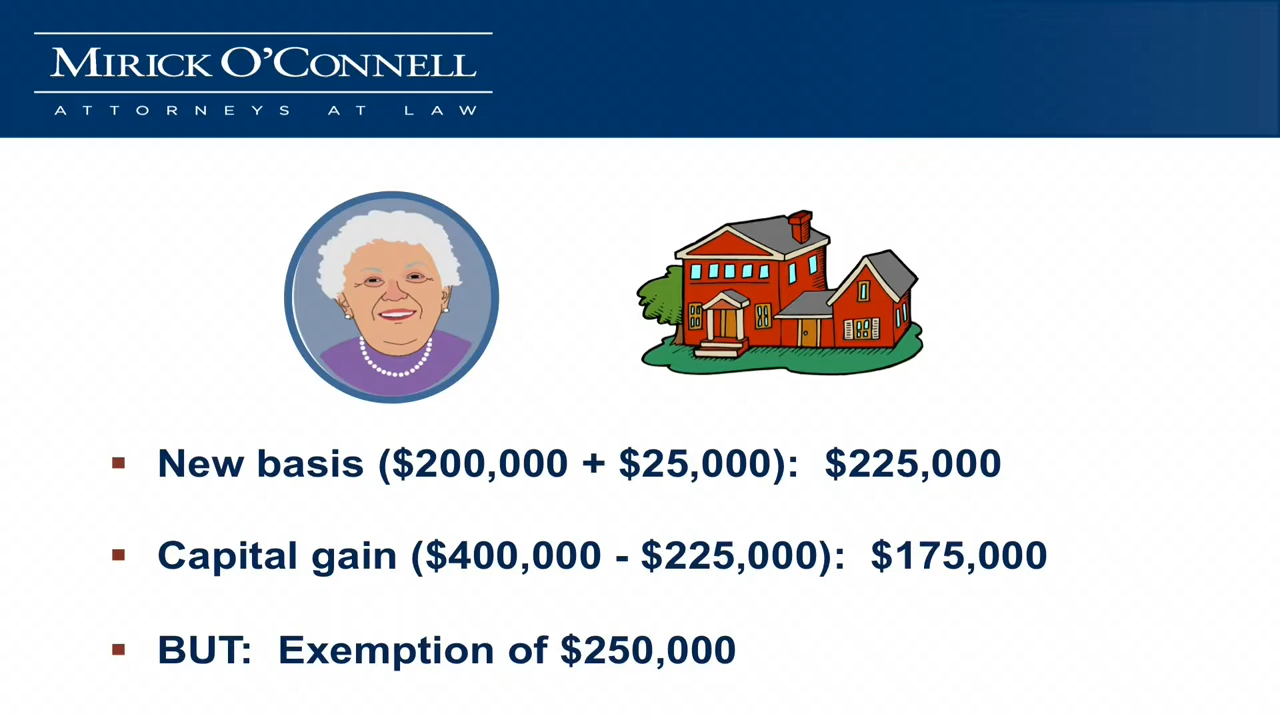 MIRICK O'CONNELL
ATTORNEYS AT LAW
▪ New basis ($200,000 + $25,000): $225,000
▪ Capital gain ($400,000 - $225,000): $175,000
▪ BUT: Exemption of $250,000